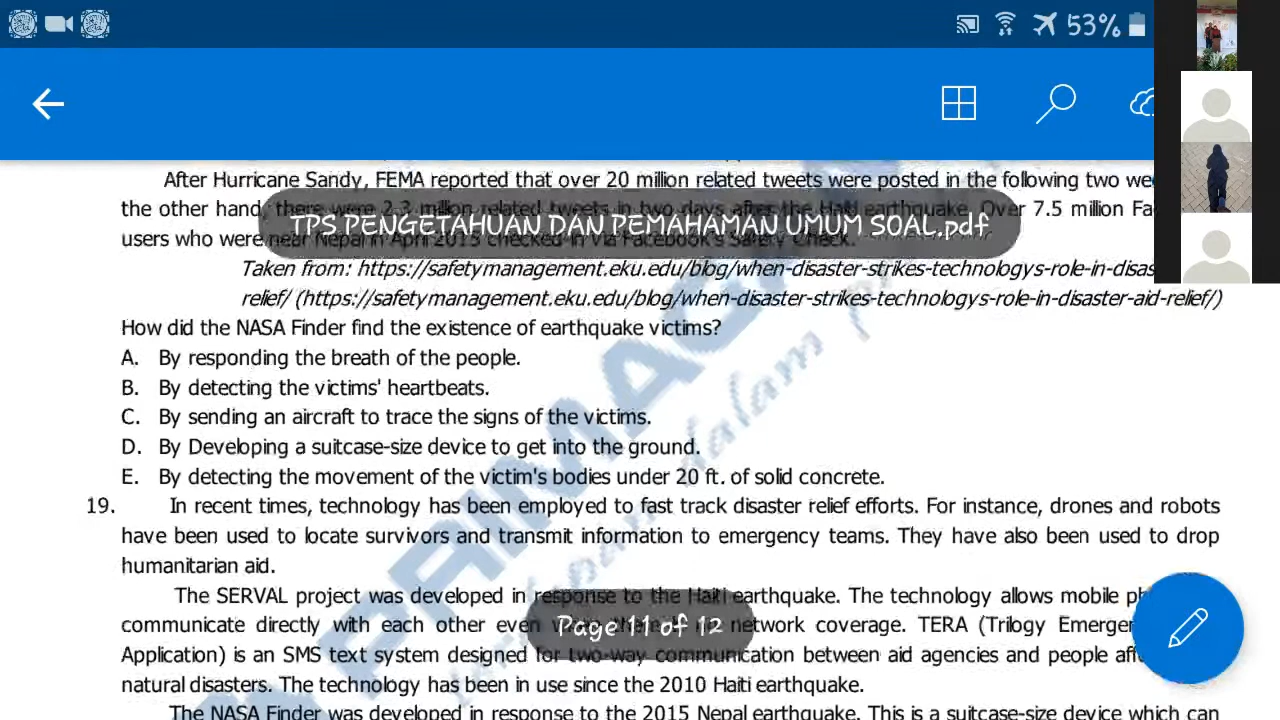 53%
After Hurricane Sandy, FEMA reported that over 20 million related tweets were posted in the following two
the other hand, there were 2-3 million related tweets in two days after the Haiti earthquake. Over 7.5 million
TPS PENGETAHUAN DAN PEMAHAMAN UMUM SOAL.pdf
users who were near Nepal in April 2015 checked in via Facebook's Safety Check.
Taken from: https://safetymanagement.eku.edu/blog/when-disaster-strikes-technologys-role-in-disas
relief/ (https://safetymanagement.eku.edu/blog/when-disaster-strikes-technologys-role-in-disaster-aid-relief/)
How did the NASA Finder find the existence of earthquake victims?
A. By responding the breath of the people.
B. By detecting the victims' heartbeats.
C. By sending an aircraft to trace the signs of the victims.
D. By Developing a suitcase-size device to get into the ground.
E. By detecting the movement of the victim's bodies under 20 ft. of solid concrete.
19. In recent times, technology has been employed to fast track disaster relief efforts. For instance, drones and robots
have been used to locate survivors and transmit information to emergency teams. They have also been used to drop
humanitarian aid.
The SERVAL project was developed in response to the Haiti earthquake. The technology allows mobile
communicate directly with each other even network coverage. TERA (Trilogy Emergen
Page 11 of 12
Application) is an SMS text system designed for two-way communication between aid agencies and people
natural disasters. The technology has been in use since the 2010 Haiti earthquake.
The NASA Finder was developed in response to the 2015 Nepal earthquake. This is a suitcase-size device which can